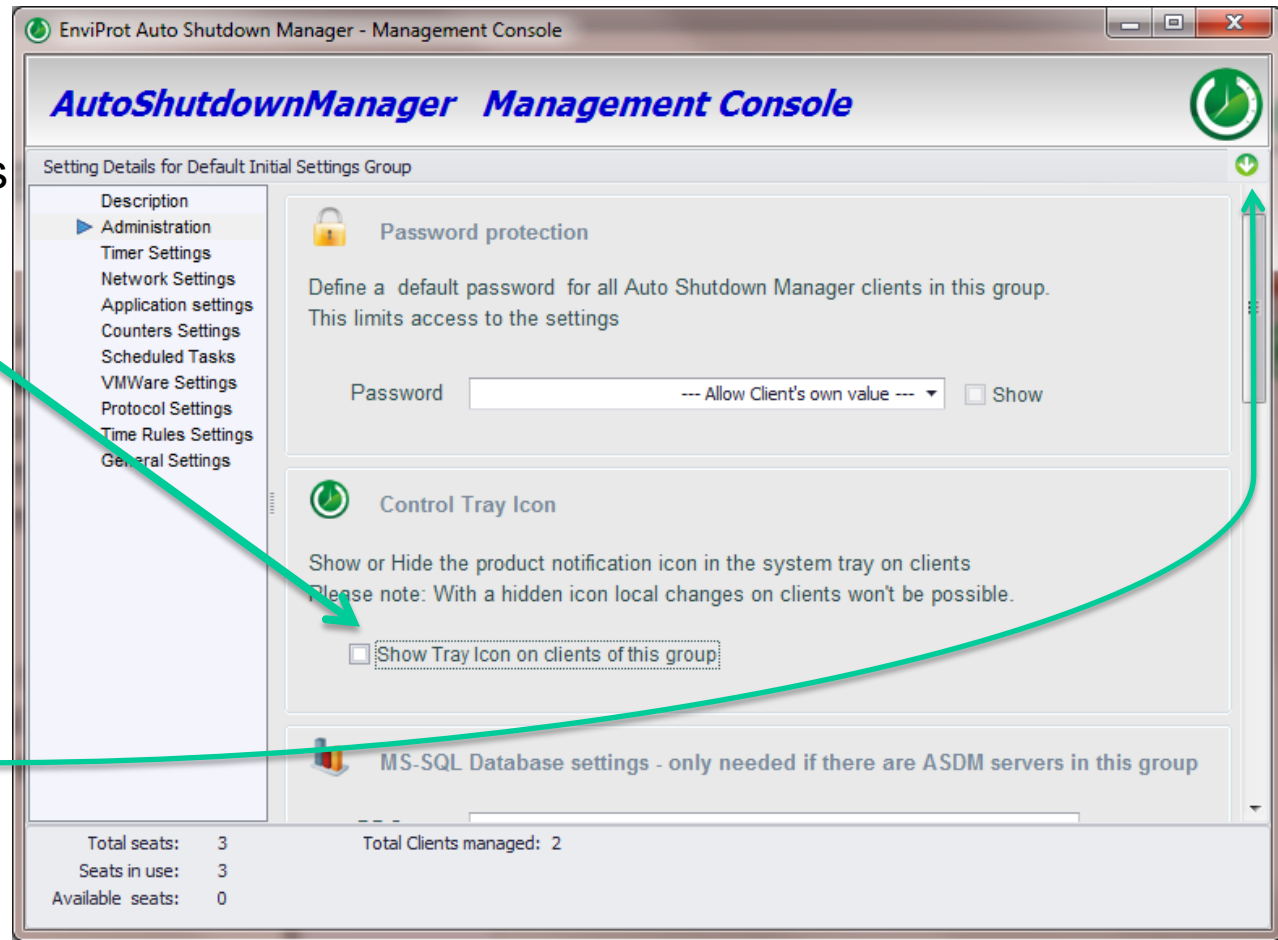 EnviProt Auto Shutdown Manager - Management Console
AutoShutdownManager Management Console
s
Setting Details for Default Initial Settings Group
Description
Administration
Timer Settings
Network Settings
Application settings
Counters Settings
Scheduled Tasks
VMWare Settings
Protocol Settings
Time Rules Settings
General Settings
Password protection
Define a default password for all Auto Shutdown Manager clients in this group.
This limits access to the settings
Password --- Allow Client's own value --- Show
Control Tray Icon
Show or Hide the product notification icon in the system tray on clients
Please note: With a hidden icon local changes on clients won't be possible.
Show Tray Icon on clients of this group
MS-SQL Database settings - only needed if there are ASDM servers in this group
Total seats: 3 Total Clients managed: 2
Seats in use: 3
Available seats: 0